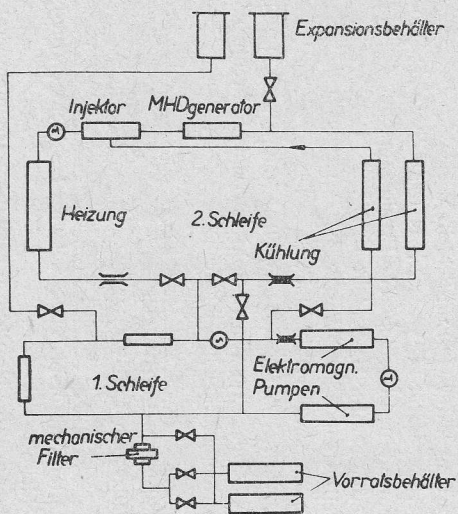 Expansionsbehälter
Injektor
MHDgenerator
Heizung
2. Schleife
Kühlung
1. Schleife
Elektromagn.
Pumpen
mechanischer
Filter
Vorratsbehälter